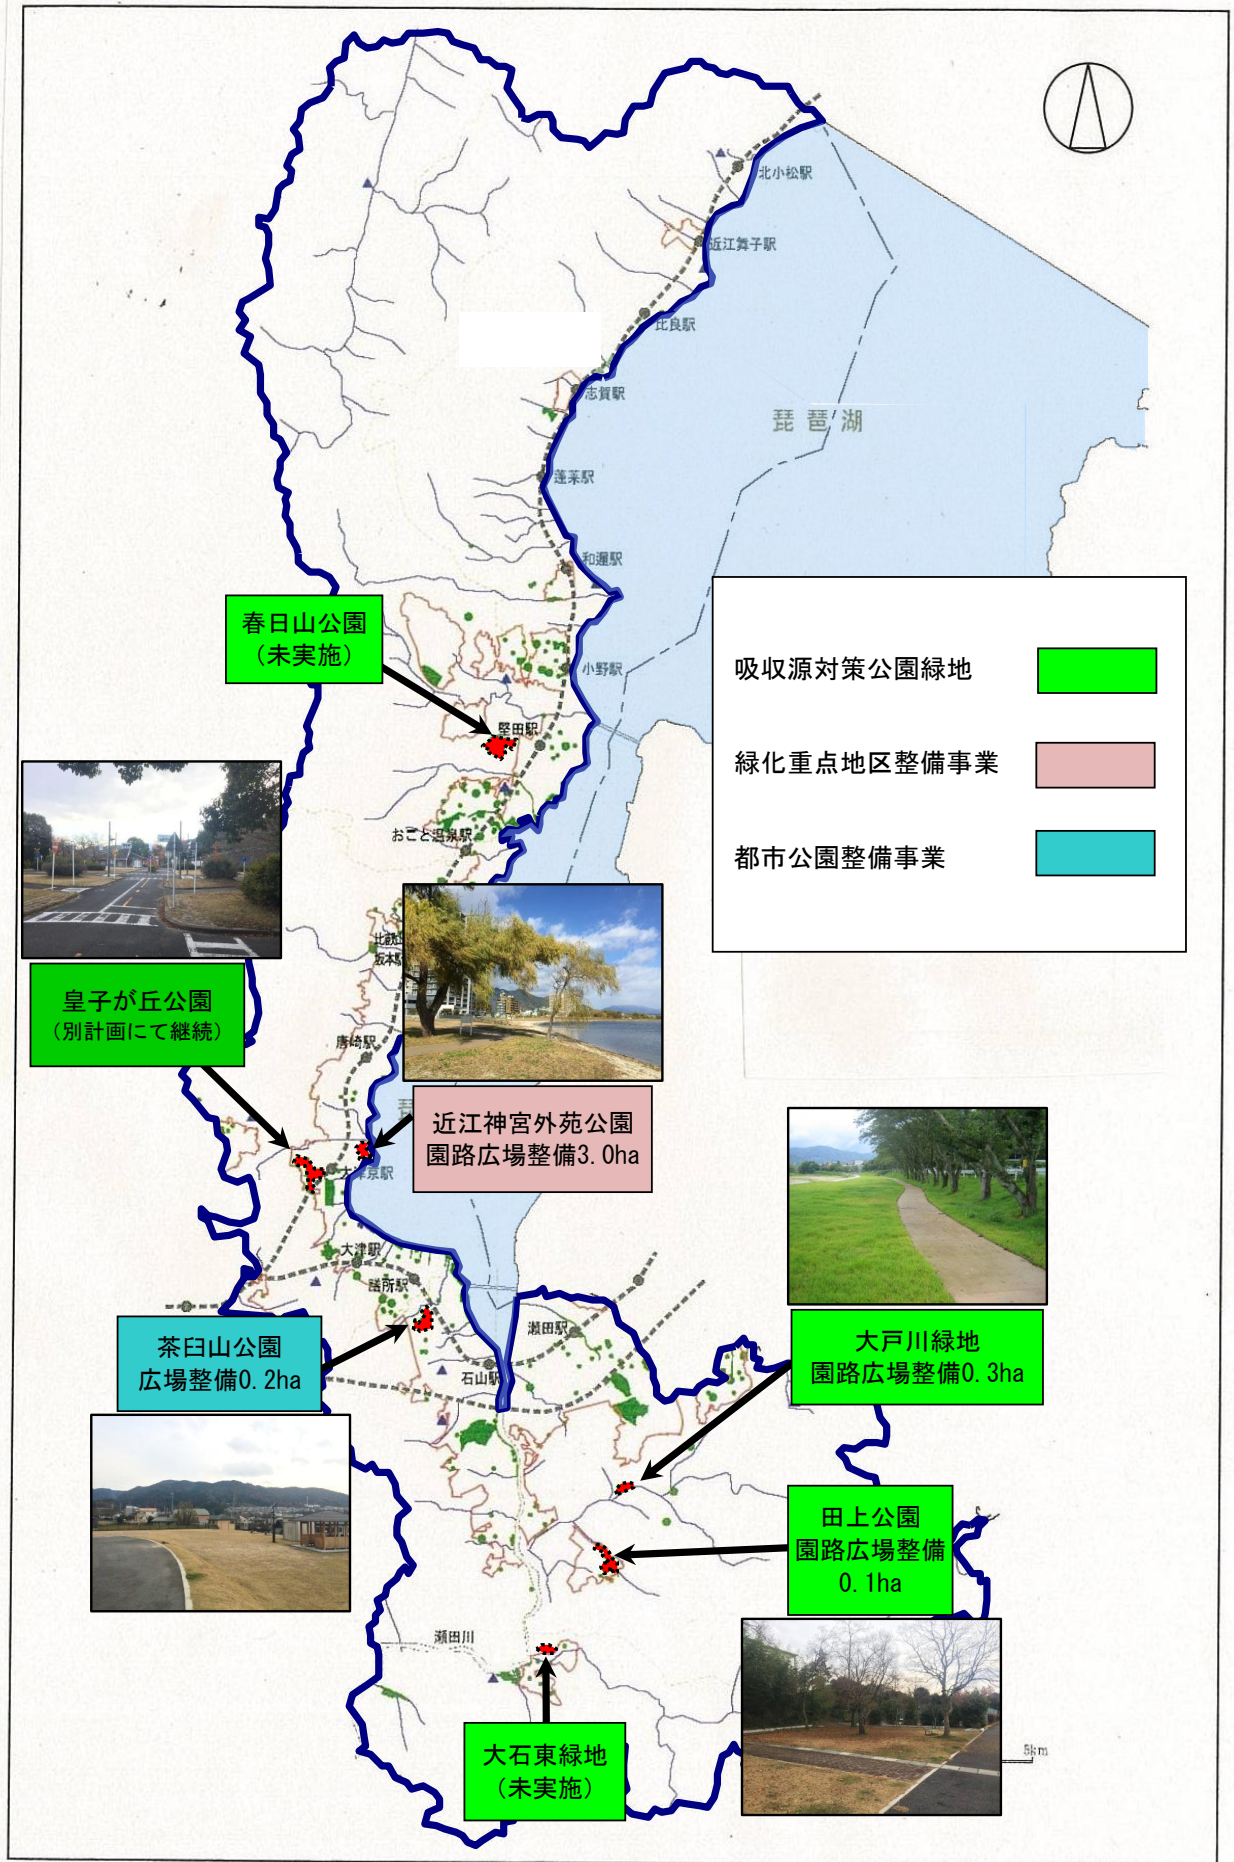 北小松駅
近江舞子駅
比良駅
志賀駅
琵琶湖
蓬莱駅
和邇駅
春日山公園
（未実施）
小野駅
堅田駅
吸収源対策公園緑地
緑化重点地区整備事業
都市公園整備事業
おごと温泉駅
比叡山
坂本駅
皇子が丘公園
（別計画にて継続）
唐崎駅
琵
近江神宮外苑公園
園路広場整備3.0ha
大津京駅
大津駅
膳所駅
瀬田駅
茶臼山公園
広場整備0.2ha
石山駅
大戸川緑地
園路広場整備0.3ha
田上公園
園路広場整備
0.1ha
瀬田川
大石東緑地
（未実施）
5km